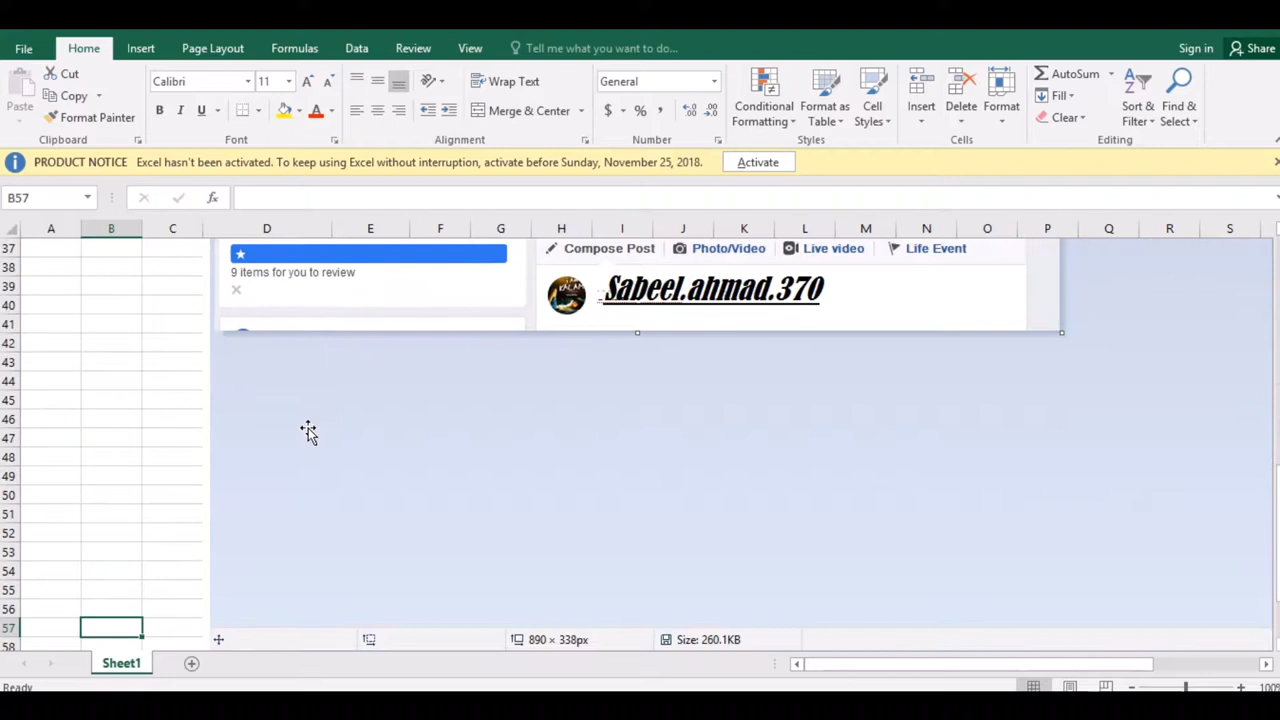 File Home Insert Page Layout Formulas Data Review View Tell me what you want to do... Sign in Share
Paste Cut Copy Format Painter Clipboard
Calibri 11 A A B I U A Font
Wrap Text Merge & Center Alignment
General $ % , Number
Conditional Formatting Format as Table Cell Styles Styles
Insert Delete Format Cells
AutoSum Fill Clear Sort & Filter Find & Select Editing
PRODUCT NOTICE Excel hasn't been activated. To keep using Excel without interruption, activate before Sunday, November 25, 2018. Activate
B57 fx
A B C D E F G H I J K L M N O P Q R S
37 Compose Post Photo/Video Live video Life Event
38 9 items for you to review
39 Sabeel.ahmad.370
40
41
42
43
44
45
46
47
48
49
50
51
52
53
54
55
56
57
58 890 × 338px Size: 260.1KB
Sheet1
Ready 100%